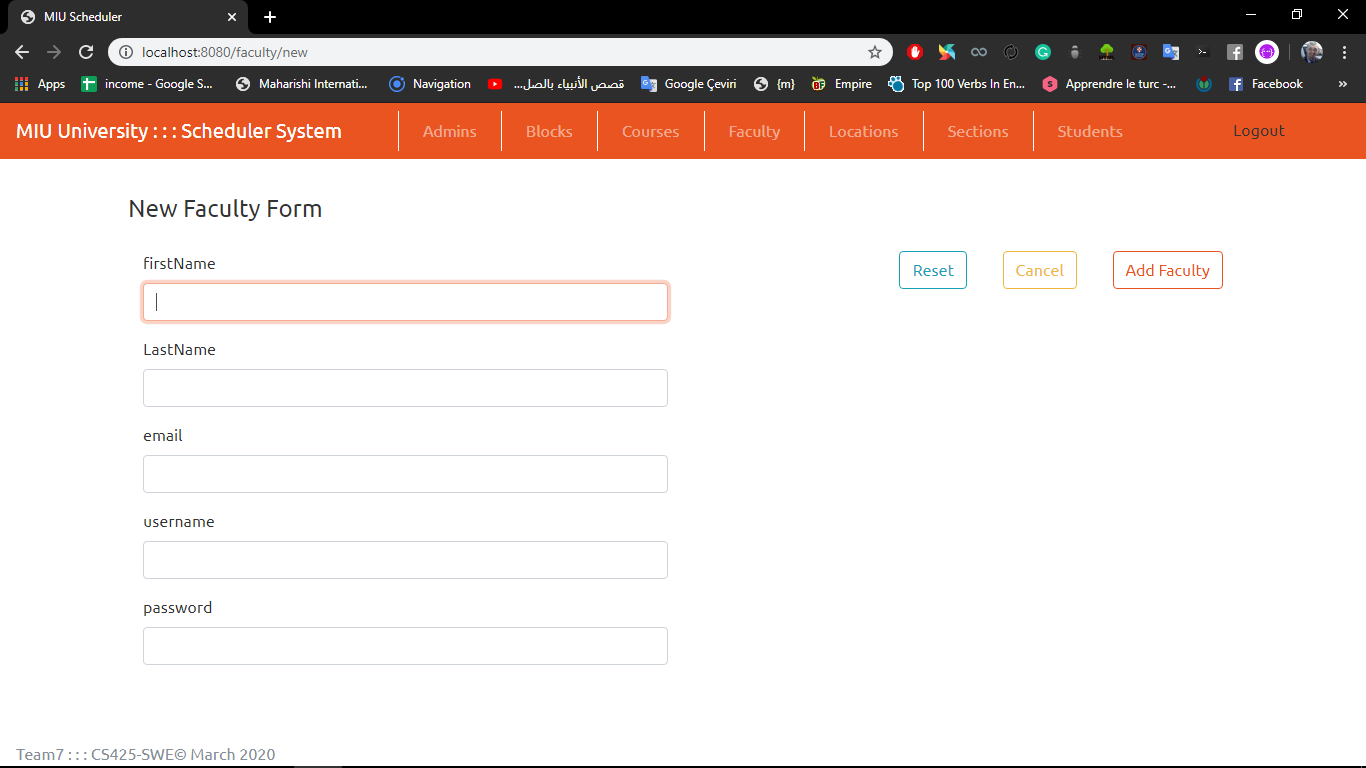 MIU Scheduler
localhost:8080/faculty/new
Apps income - Google S... Maharishi Internati... Navigation قصص الأنبياء بالصل... Google Çeviri {m} Empire Top 100 Verbs In En... Apprendre le turc -... Facebook »
MIU University : : : Scheduler System Admins Blocks Courses Faculty Locations Sections Students Logout
New Faculty Form
firstName
Reset Cancel Add Faculty
LastName
email
username
password
Team7 : : : CS425-SWE© March 2020